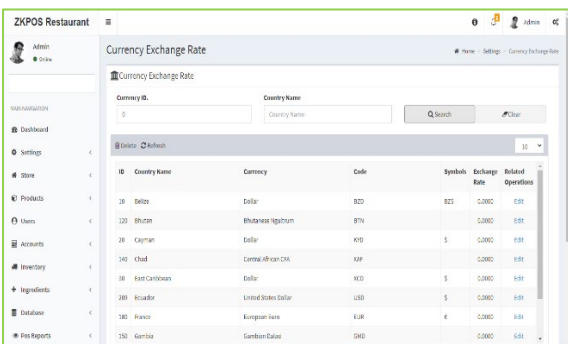 ZKPOS Restaurant
Admin
Admin
Online
Currency Exchange Rate
Home - Settings - Currency Exchange Rate
Currency Exchange Rate
Currency ID. Country Name
0 Country Name Search Clear
MAIN NAVIGATION
Dashboard
Settings
Store
Products
Users
Accounts
Inventory
Ingredients
Database
Pos Reports
Delete Refresh 10
ID Country Name Currency Code Symbols Exchange Rate Related Operations
10 Belize Dollar BZD BZ$ 0.0000 Edit
120 Bhutan Bhutanese Ngultrum BTN 0.0000 Edit
20 Cayman Dollar KYD $ 0.0000 Edit
140 Chad Central African CFA XAF 0.0000 Edit
30 East Caribbean Dollar XCD $ 0.0000 Edit
200 Ecuador United States Dollar USD $ 0.0000 Edit
180 France European Euro EUR € 0.0000 Edit
150 Gambia Gambian Dalasi GMD 0.0000 Edit